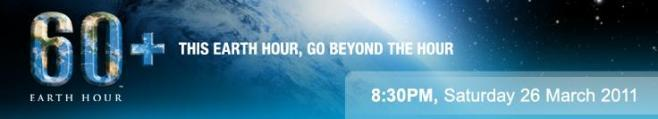 60+
EARTH HOUR
THIS EARTH HOUR, GO BEYOND THE HOUR
8:30PM, Saturday 26 March 2011